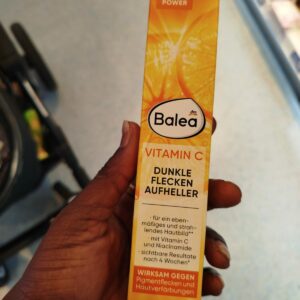 POWER
Balea
VITAMIN C
DUNKLE
FLECKEN
AUFHELLER
· für ein eben-
mäßiges und strah-
lendes Hautbild**
· mit Vitamin C
und Niacinamide
· sichtbare Resultate
nach 4 Wochen*
WIRKSAM GEGEN
Pigmentflecken und
Hautverfärbungen